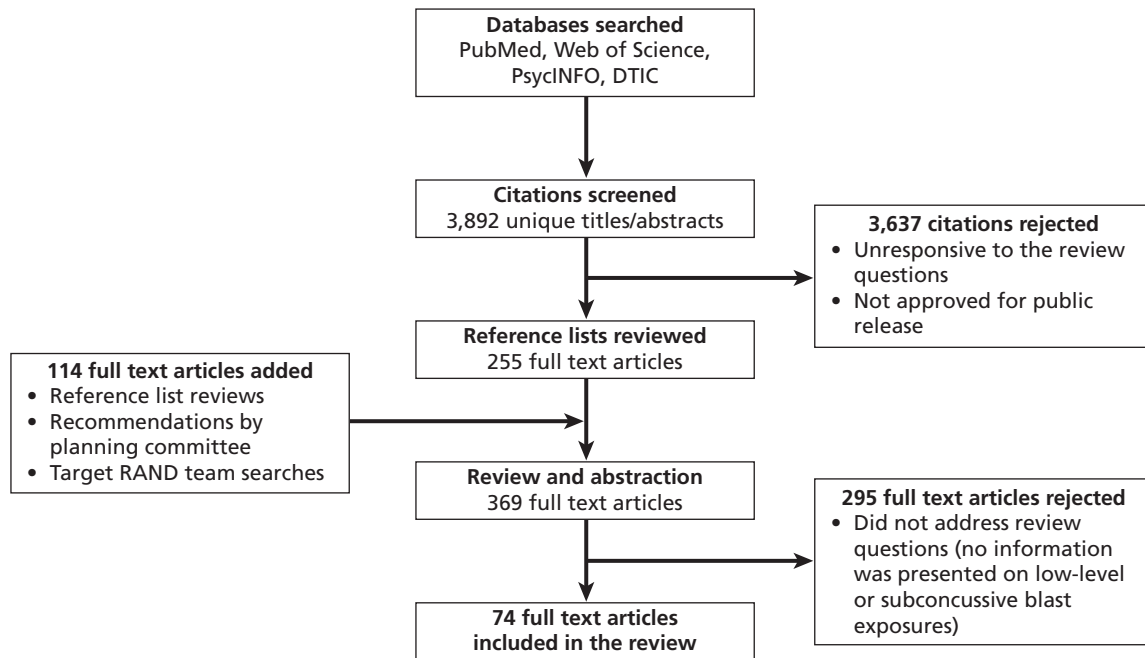 Databases searched
PubMed, Web of Science,
PsycINFO, DTIC
Citations screened
3,892 unique titles/abstracts
3,637 citations rejected
• Unresponsive to the review
questions
• Not approved for public
release
Reference lists reviewed
255 full text articles
114 full text articles added
• Reference list reviews
• Recommendations by
planning committee
• Target RAND team searches
Review and abstraction
369 full text articles
295 full text articles rejected
• Did not address review
questions (no information
was presented on low-level
or subconcussive blast
exposures)
74 full text articles
included in the review